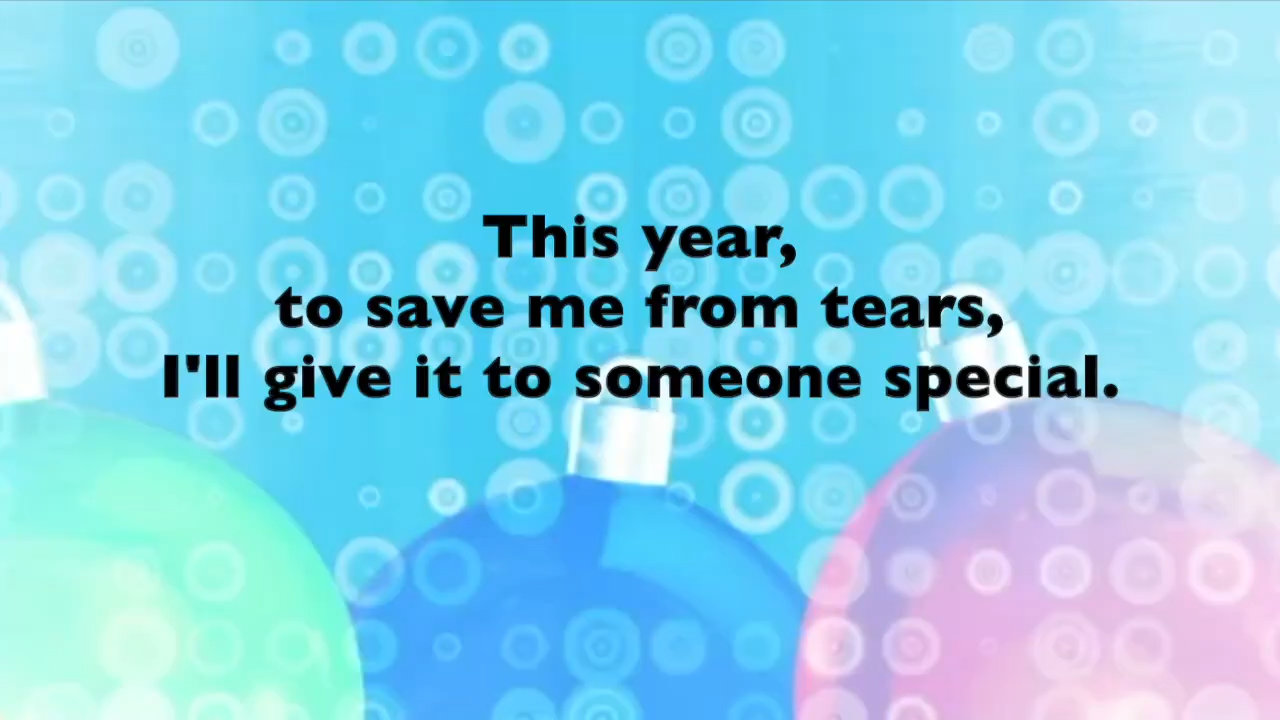 This year,
to save me from tears,
I'll give it to someone special.